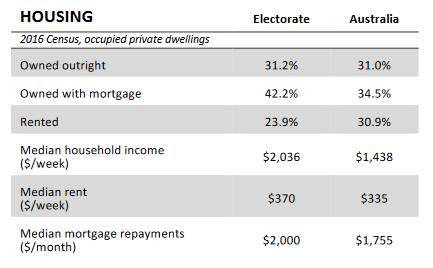 HOUSING Electorate Australia
2016 Census, occupied private dwellings
Owned outright 31.2% 31.0%
Owned with mortgage 42.2% 34.5%
Rented 23.9% 30.9%
Median household income
($/week) $2,036 $1,438
Median rent
($/week) $370 $335
Median mortgage repayments
($/month) $2,000 $1,755